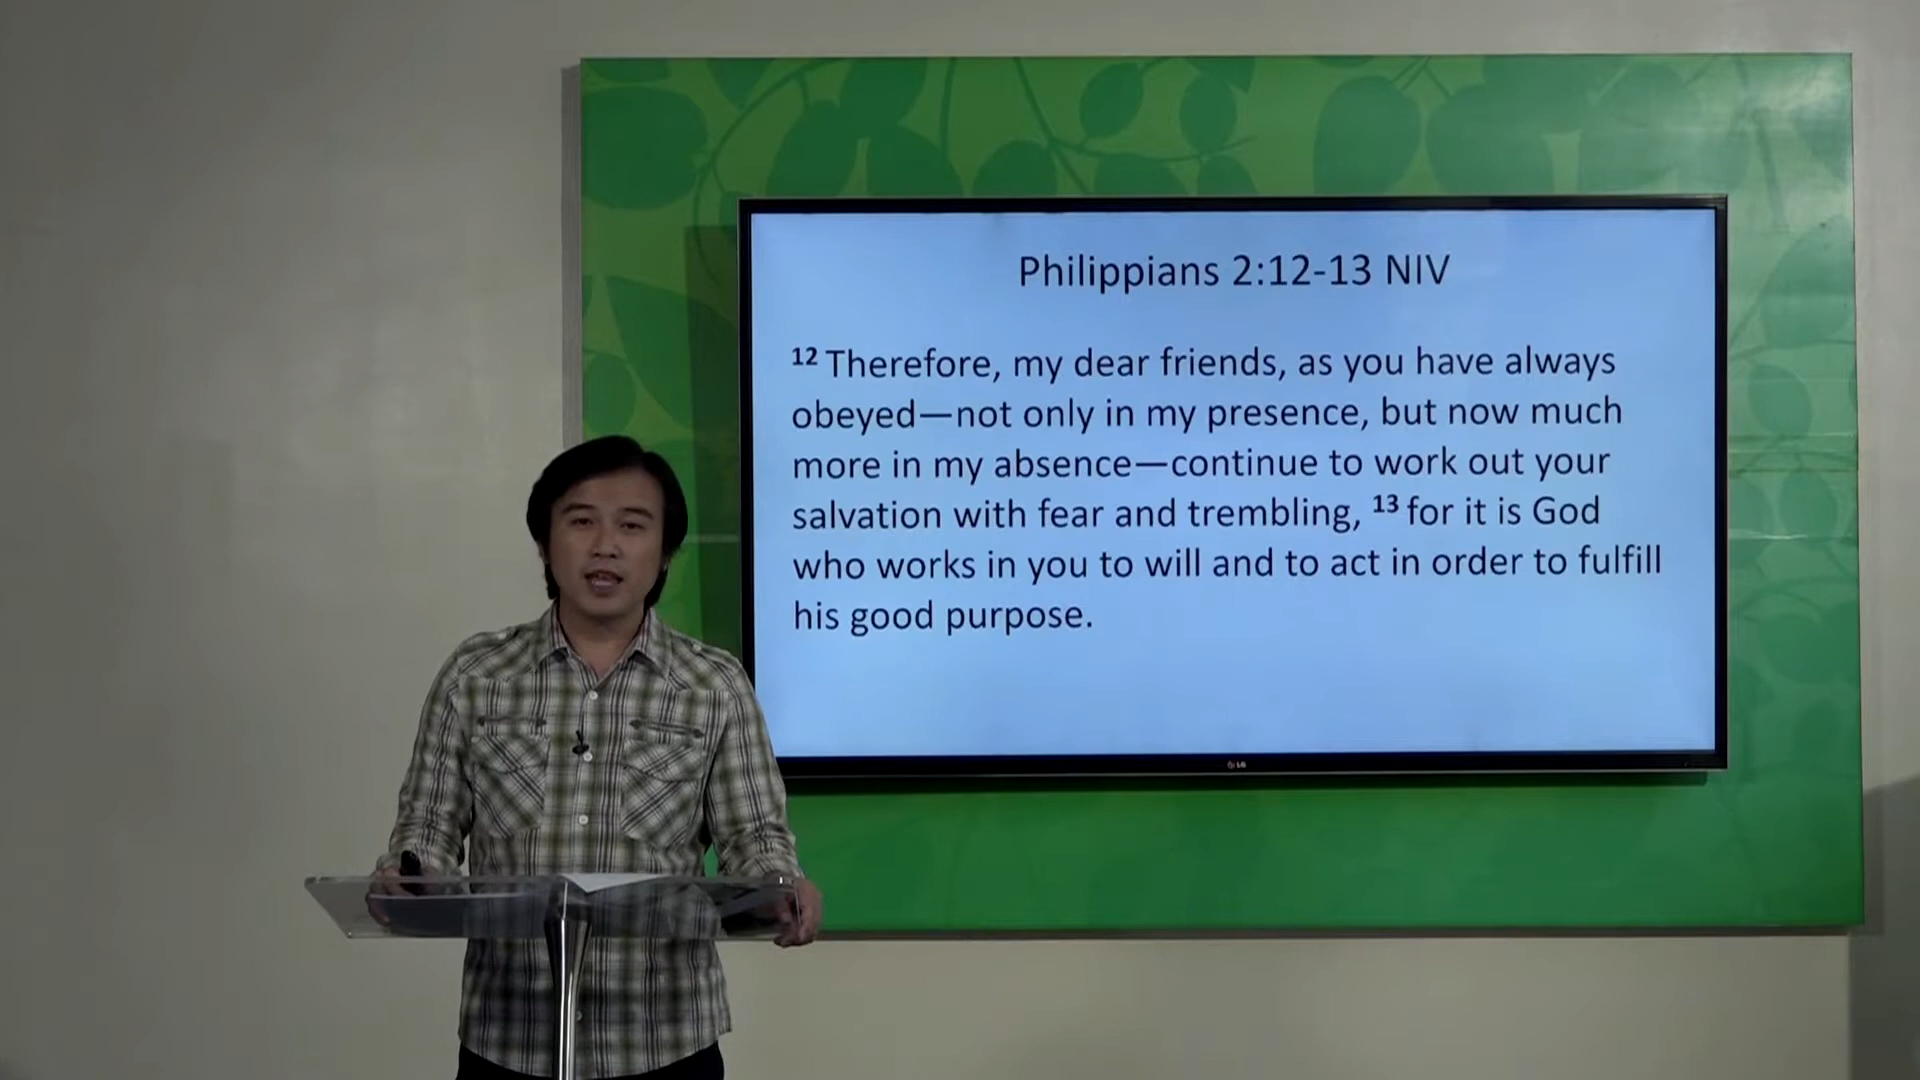 Philippians 2:12-13 NIV
12 Therefore, my dear friends, as you have always
obeyed—not only in my presence, but now much
more in my absence—continue to work out your
salvation with fear and trembling, 13 for it is God
who works in you to will and to act in order to fulfill
his good purpose.
LG